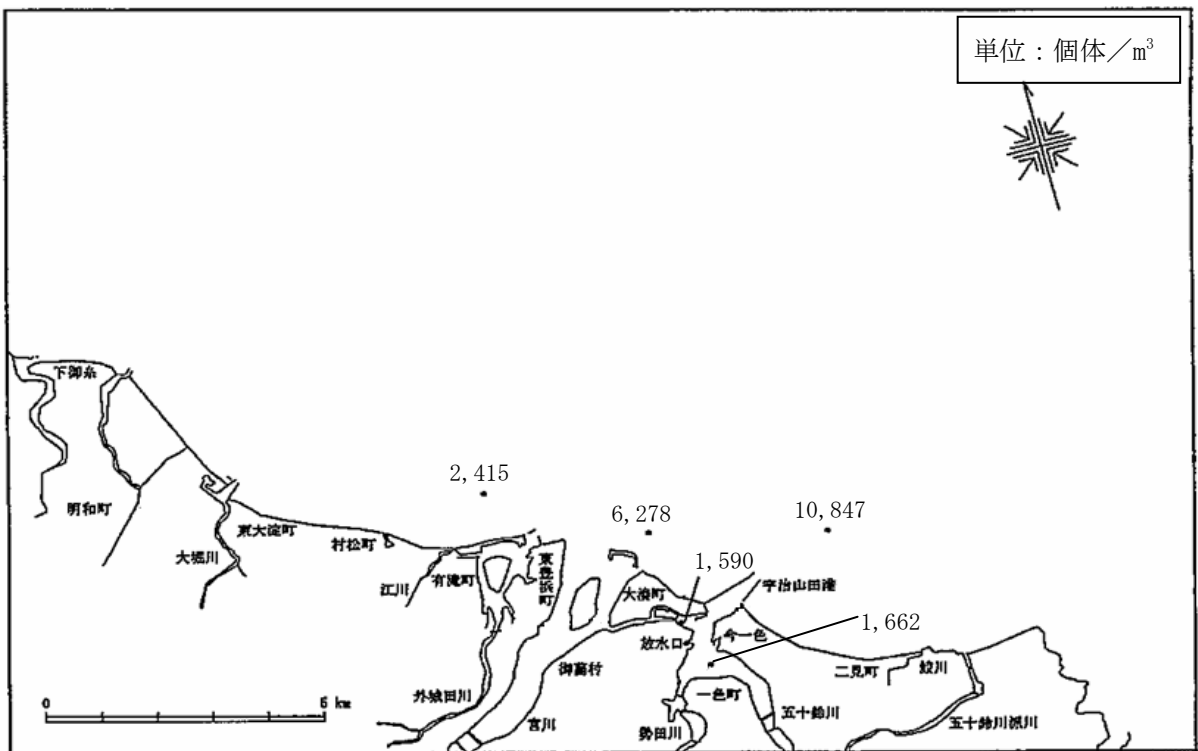 単位：個体／m³
下御糸
2,415
明和町
6,278
10,847
東大淀町
村松町
大堀川
江川
有滝町
東豊浜町
大湊町
1,590
宇治山田港
放水口
今一色
1,662
御薗村
二見町
鮫川
外城田川
宮川
一色町
勢田川
五十鈴川
五十鈴川派川
0
5 km